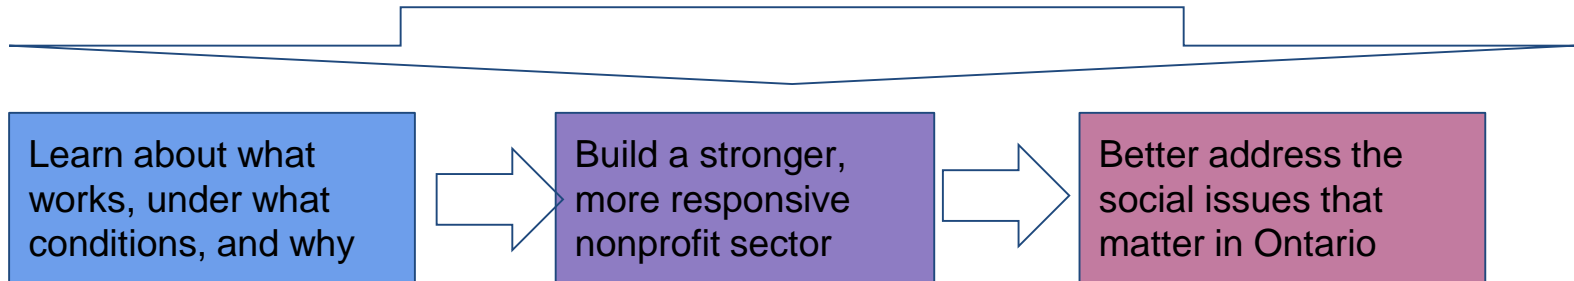 Learn about what
works, under what
conditions, and why
Build a stronger,
more responsive
nonprofit sector
Better address the
social issues that
matter in Ontario